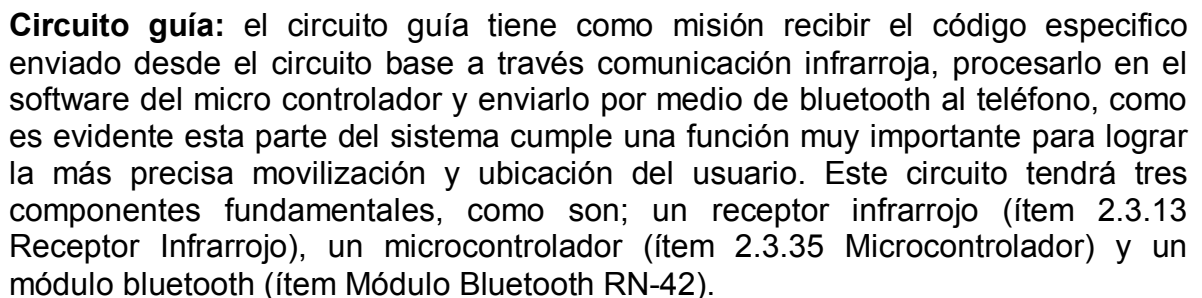 Circuito guía: el circuito guía tiene como misión recibir el código especifico
enviado desde el circuito base a través comunicación infrarroja, procesarlo en el
software del micro controlador y enviarlo por medio de bluetooth al teléfono, como
es evidente esta parte del sistema cumple una función muy importante para lograr
la más precisa movilización y ubicación del usuario. Este circuito tendrá tres
componentes fundamentales, como son; un receptor infrarrojo (ítem 2.3.13
Receptor Infrarrojo), un microcontrolador (ítem 2.3.35 Microcontrolador) y un
módulo bluetooth (ítem Módulo Bluetooth RN-42).